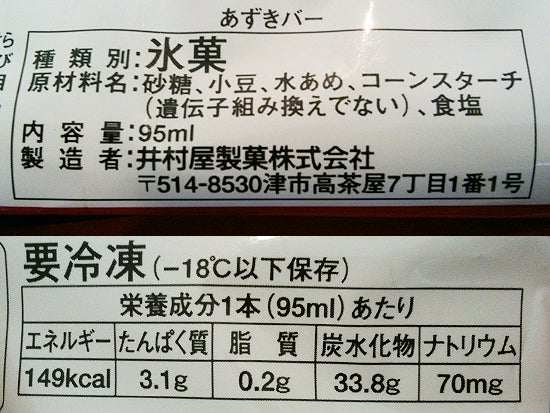 あずきバー
種類別:氷菓
原材料名:砂糖、小豆、水あめ、コーンスターチ
(遺伝子組み換えでない)、食塩
内容量:95ml
製造者:井村屋製菓株式会社
〒514-8530津市高茶屋7丁目1番1号
要冷凍(-18℃以下保存)
栄養成分1本(95ml)あたり
エネルギー たんぱく質 脂質 炭水化物 ナトリウム
149kcal 3.1g 0.2g 33.8g 70mg